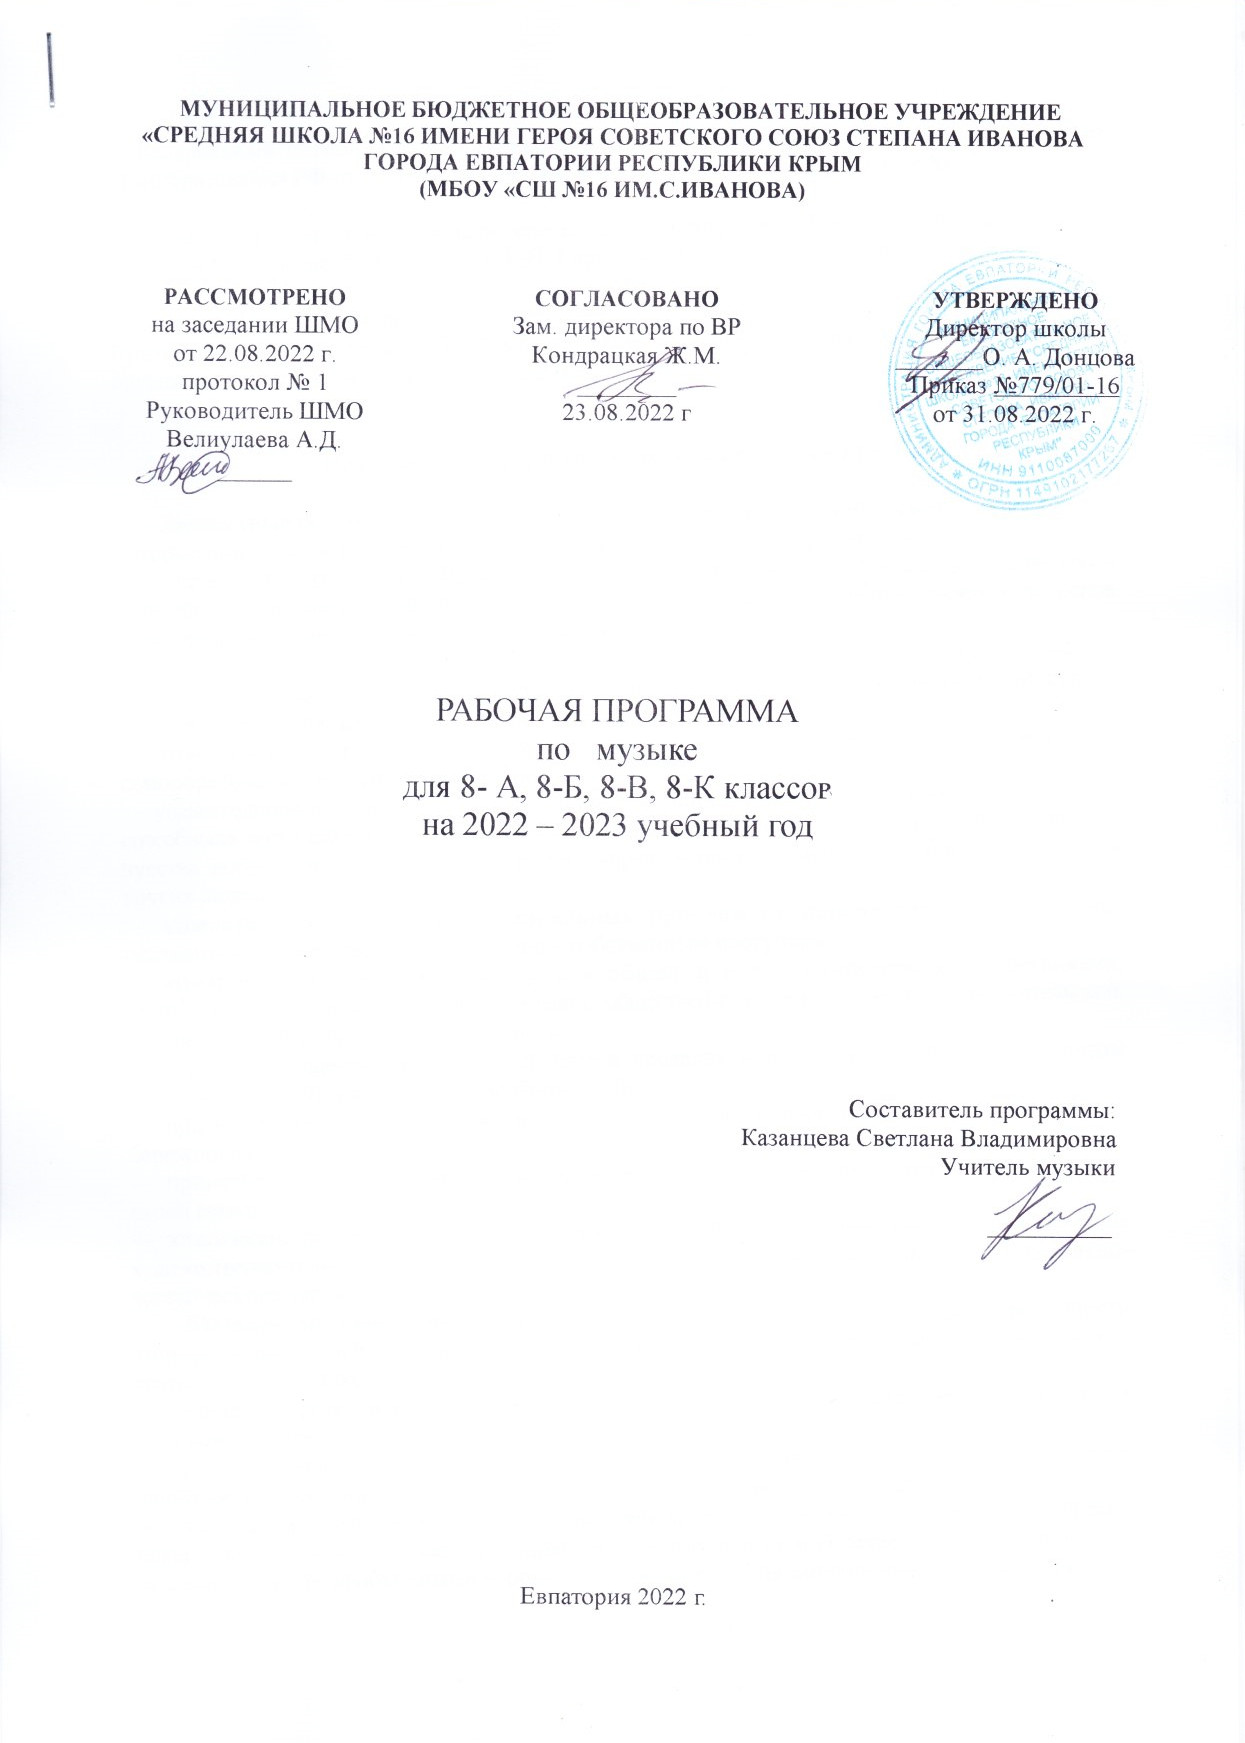 МУНИЦИПАЛЬНОЕ БЮДЖЕТНОЕ ОБЩЕОБРАЗОВАТЕЛЬНОЕ УЧРЕЖДЕНИЕ
«СРЕДНЯЯ ШКОЛА №16 ИМЕНИ ГЕРОЯ СОВЕТСКОГО СОЮЗ СТЕПАНА ИВАНОВА
ГОРОДА ЕВПАТОРИИ РЕСПУБЛИКИ КРЫМ
(МБОУ «СШ №16 ИМ.С.ИВАНОВА)
РАССМОТРЕНО
на заседании ШМО
от 22.08.2022 г.
протокол № 1
Руководитель ШМО
Велиулаева А.Д.
СОГЛАСОВАНО
Зам. директора по ВР
Кондрацкая Ж.М.
23.08.2022 г
УТВЕРЖДЕНО
Директор школы
О. А. Донцова
Приказ №779/01-16
от 31.08.2022 г.
ГОРОДА
РЕСПУБЛИКИ
КРЫМ"
РАБОЧАЯ ПРОГРАММА
по музыке
для 8- А, 8-Б, 8-В, 8-К классов
на 2022 – 2023 учебный год
Составитель программы:
Казанцева Светлана Владимировна
Учитель музыки
Евпатория 2022 г.